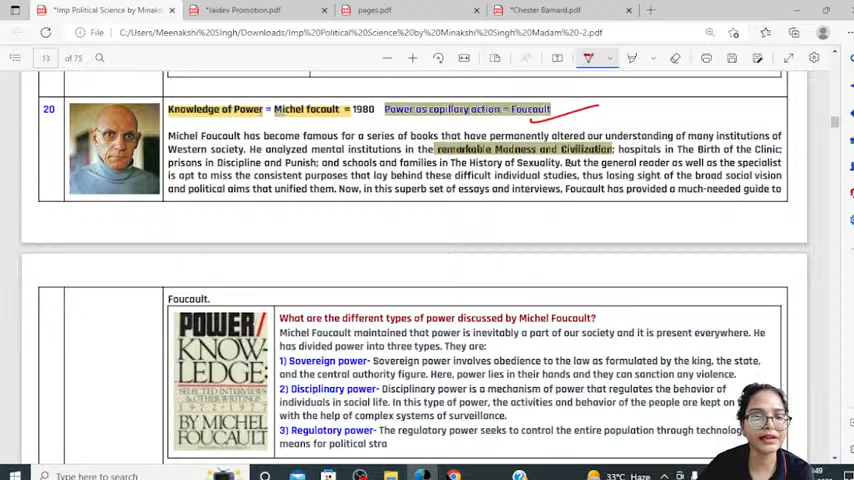 *Imp Political Science by Minaks
*Jaidev Promotion.pdf
pages.pdf
*Chester Barnard.pdf
File
C:/Users/Meenakshi%20SIngh/Downloads/Imp%20Political%20Science%20by%20Minakshi%20Singh%20Madam%20-2.pdf
13 of 75
20
Knowledge of Power = Michel focault = 1980 Power as capillary action = Foucault
Michel Foucault has become famous for a series of books that have permanently altered our understanding of many institutions of
Western society. He analyzed mental institutions in the remarkable Madness and Civilization; hospitals in The Birth of the Clinic;
prisons in Discipline and Punish; and schools and families in The History of Sexuality. But the general reader as well as the specialist
is apt to miss the consistent purposes that lay behind these difficult individual studies, thus losing sight of the broad social vision
and political aims that unified them. Now, in this superb set of essays and interviews, Foucault has provided a much-needed guide to
Foucault.
POWER/
KNOW-
LEDGE:
SELECTED INTERVIEWS
& OTHER WRITINGS
1972-1977
BY MICHEL
FOUCAULT
What are the different types of power discussed by Michel Foucault?
Michel Foucault maintained that power is inevitably a part of our society and it is present everywhere. He
has divided power into three types. They are:
1) Sovereign power- Sovereign power involves obedience to the law as formulated by the king, the state,
and the central authority figure. Here, power lies in their hands and they can sanction any violence.
2) Disciplinary power- Disciplinary power is a mechanism of power that regulates the behavior of
individuals in social life. In this type of power, the activities and behavior of the people are kept on
with the help of complex systems of surveillance.
3) Regulatory power- The regulatory power seeks to control the entire population through technolog
means for political stra
Type here to search
33°C Haze